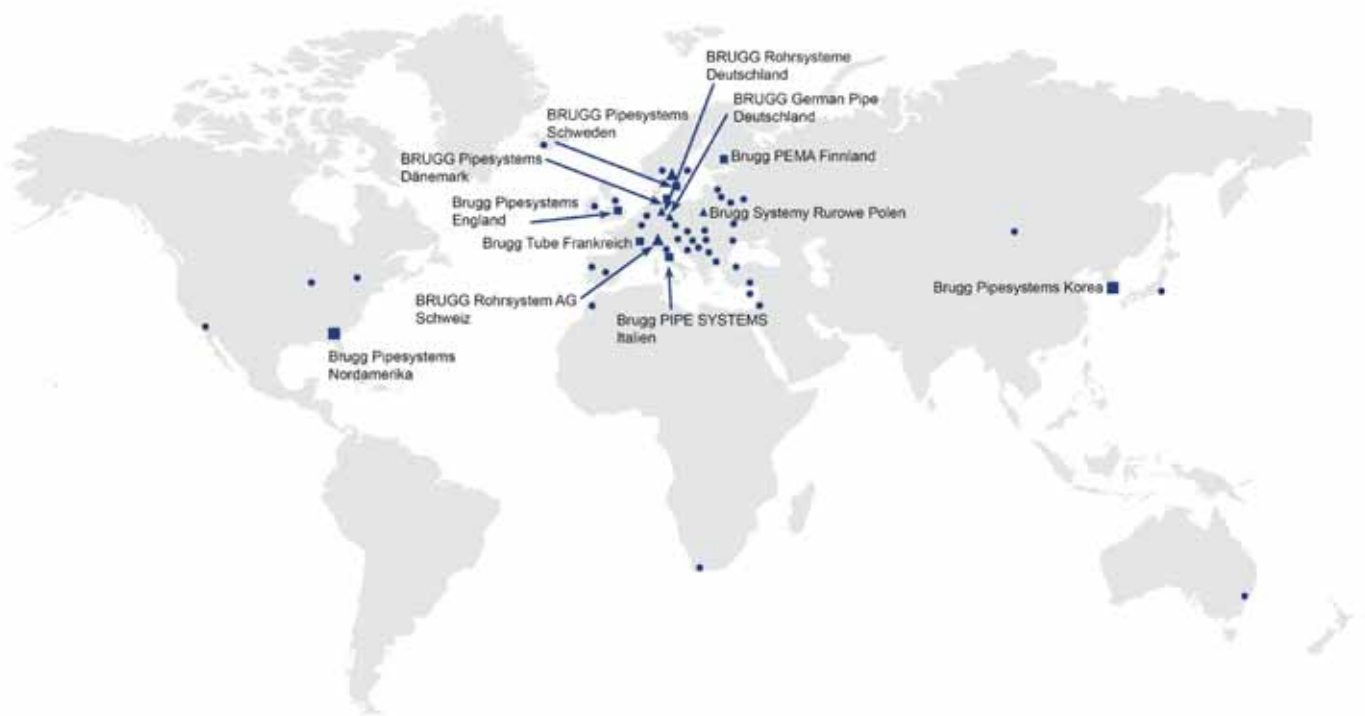 BRUGG Rohrsysteme
Deutschland
BRUGG German Pipe
Deutschland
BRUGG Pipesystems
Schweden
BRUGG Pipesystems
Dänemark
Brugg PEMA Finnland
Brugg Pipesystems
England
Brugg Systemy Rurowe Polen
Brugg Tube Frankreich
BRUGG Rohrsystem AG
Schweiz
Brugg PIPE SYSTEMS
Italien
Brugg Pipesystems Korea
Brugg Pipesystems
Nordamerika